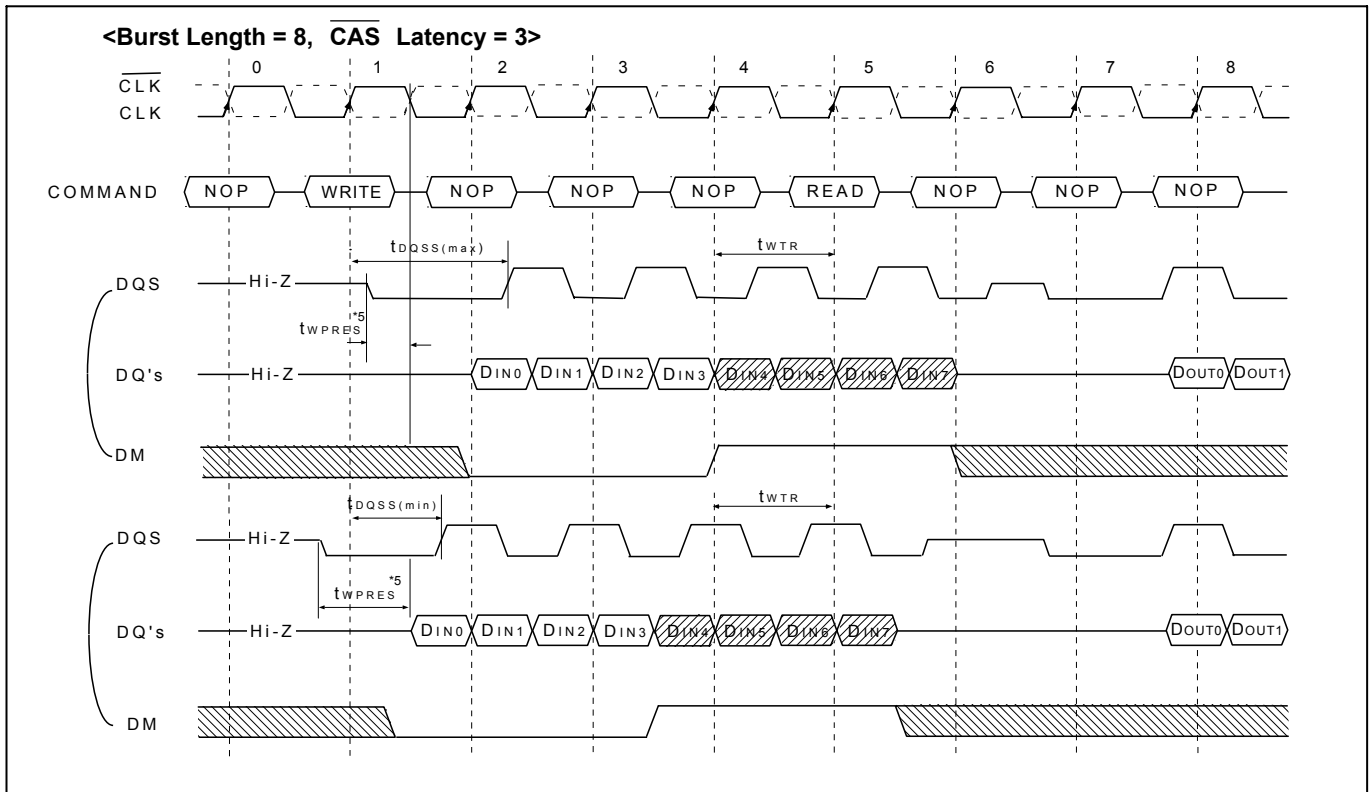 <Burst Length = 8, CAS Latency = 3>
0 1 2 3 4 5 6 7 8
CLK
CLK
COMMAND NOP WRITE NOP NOP NOP READ NOP NOP NOP
tDQSS(max) tWTR
DQS Hi-Z
tWPRES*5
DQ's Hi-Z DIN0 DIN1 DIN2 DIN3 DIN4 DIN5 DIN6 DIN7 DOUT0 DOUT1
DM
tDQSS(min) tWTR
DQS Hi-Z
tWPRES*5
DQ's Hi-Z DIN0 DIN1 DIN2 DIN3 DIN4 DIN5 DIN6 DIN7 DOUT0 DOUT1
DM